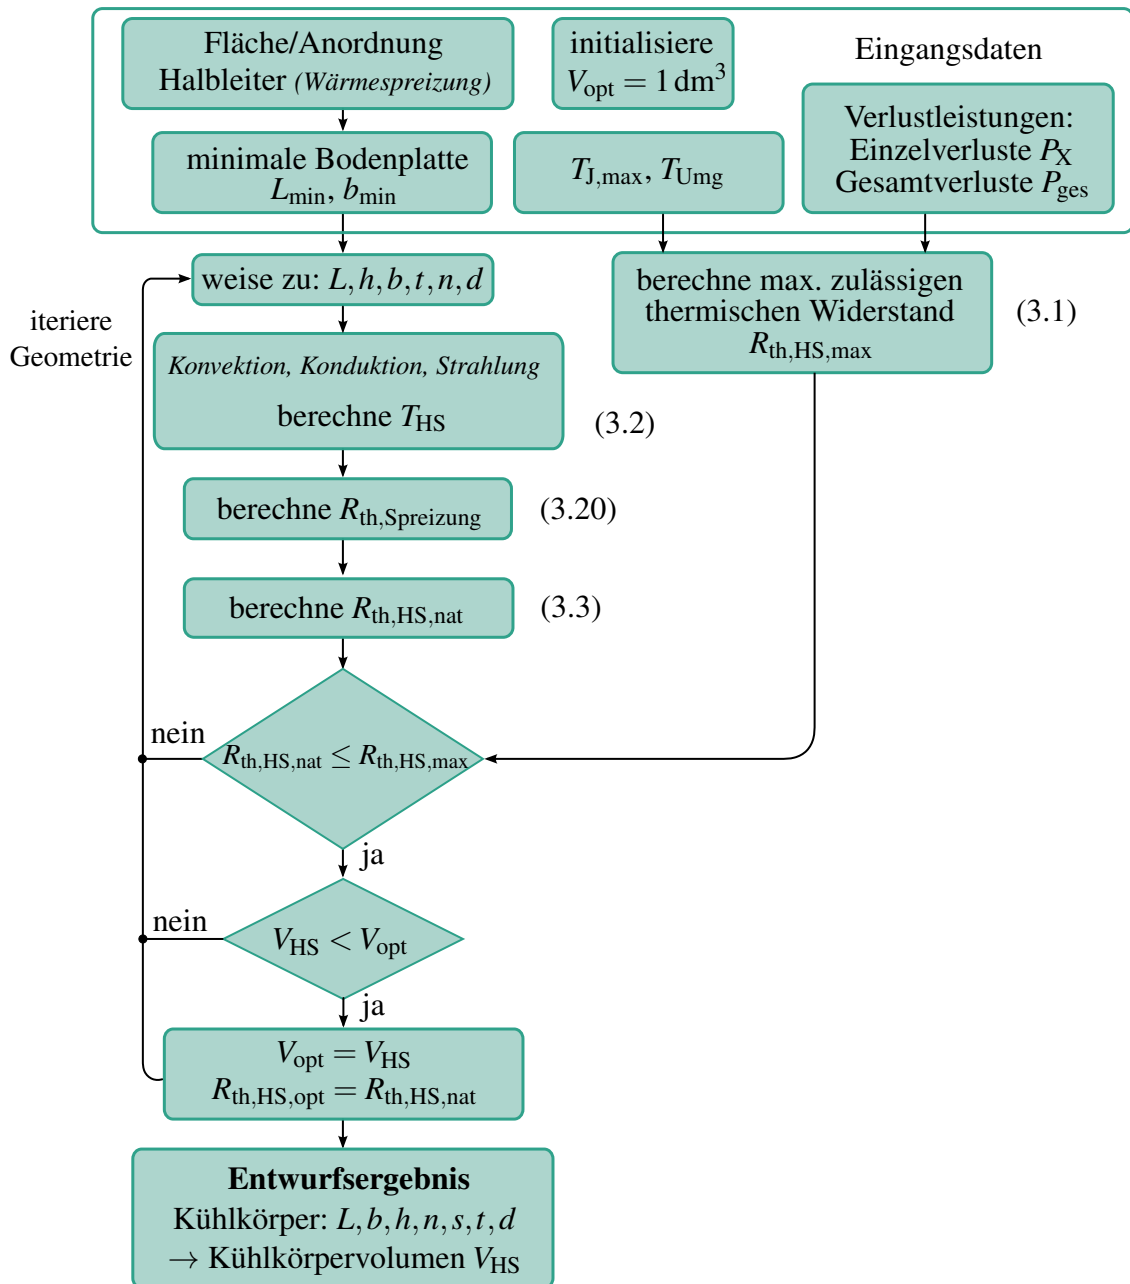 Fläche/Anordnung
Halbleiter (Wärmespreizung)
initialisiere
V_opt = 1 dm³
Eingangsdaten
minimale Bodenplatte
L_min, b_min
T_J,max, T_Umg
Verlustleistungen:
Einzelverluste P_X
Gesamtverluste P_ges
weise zu: L, h, b, t, n, d
iteriere
Geometrie
berechne max. zulässigen
thermischen Widerstand
R_th,HS,max
(3.1)
Konvektion, Konduktion, Strahlung
berechne T_HS
(3.2)
berechne R_th,Spreizung
(3.20)
berechne R_th,HS,nat
(3.3)
nein
R_th,HS,nat ≤ R_th,HS,max
ja
nein
V_HS < V_opt
ja
V_opt = V_HS
R_th,HS,opt = R_th,HS,nat
Entwurfsergebnis
Kühlkörper: L, b, h, n, s, t, d
→ Kühlkörpervolumen V_HS